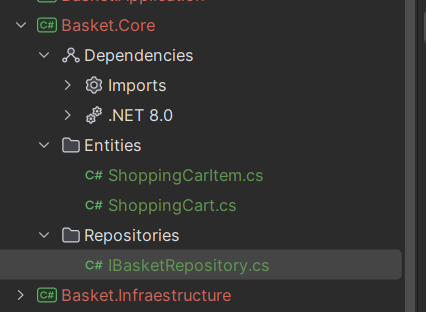 C# Basket.Core
Dependencies
Imports
.NET 8.0
Entities
C# ShoppingCarItem.cs
C# ShoppingCart.cs
Repositories
C# IBasketRepository.cs
C# Basket.Infraestructure